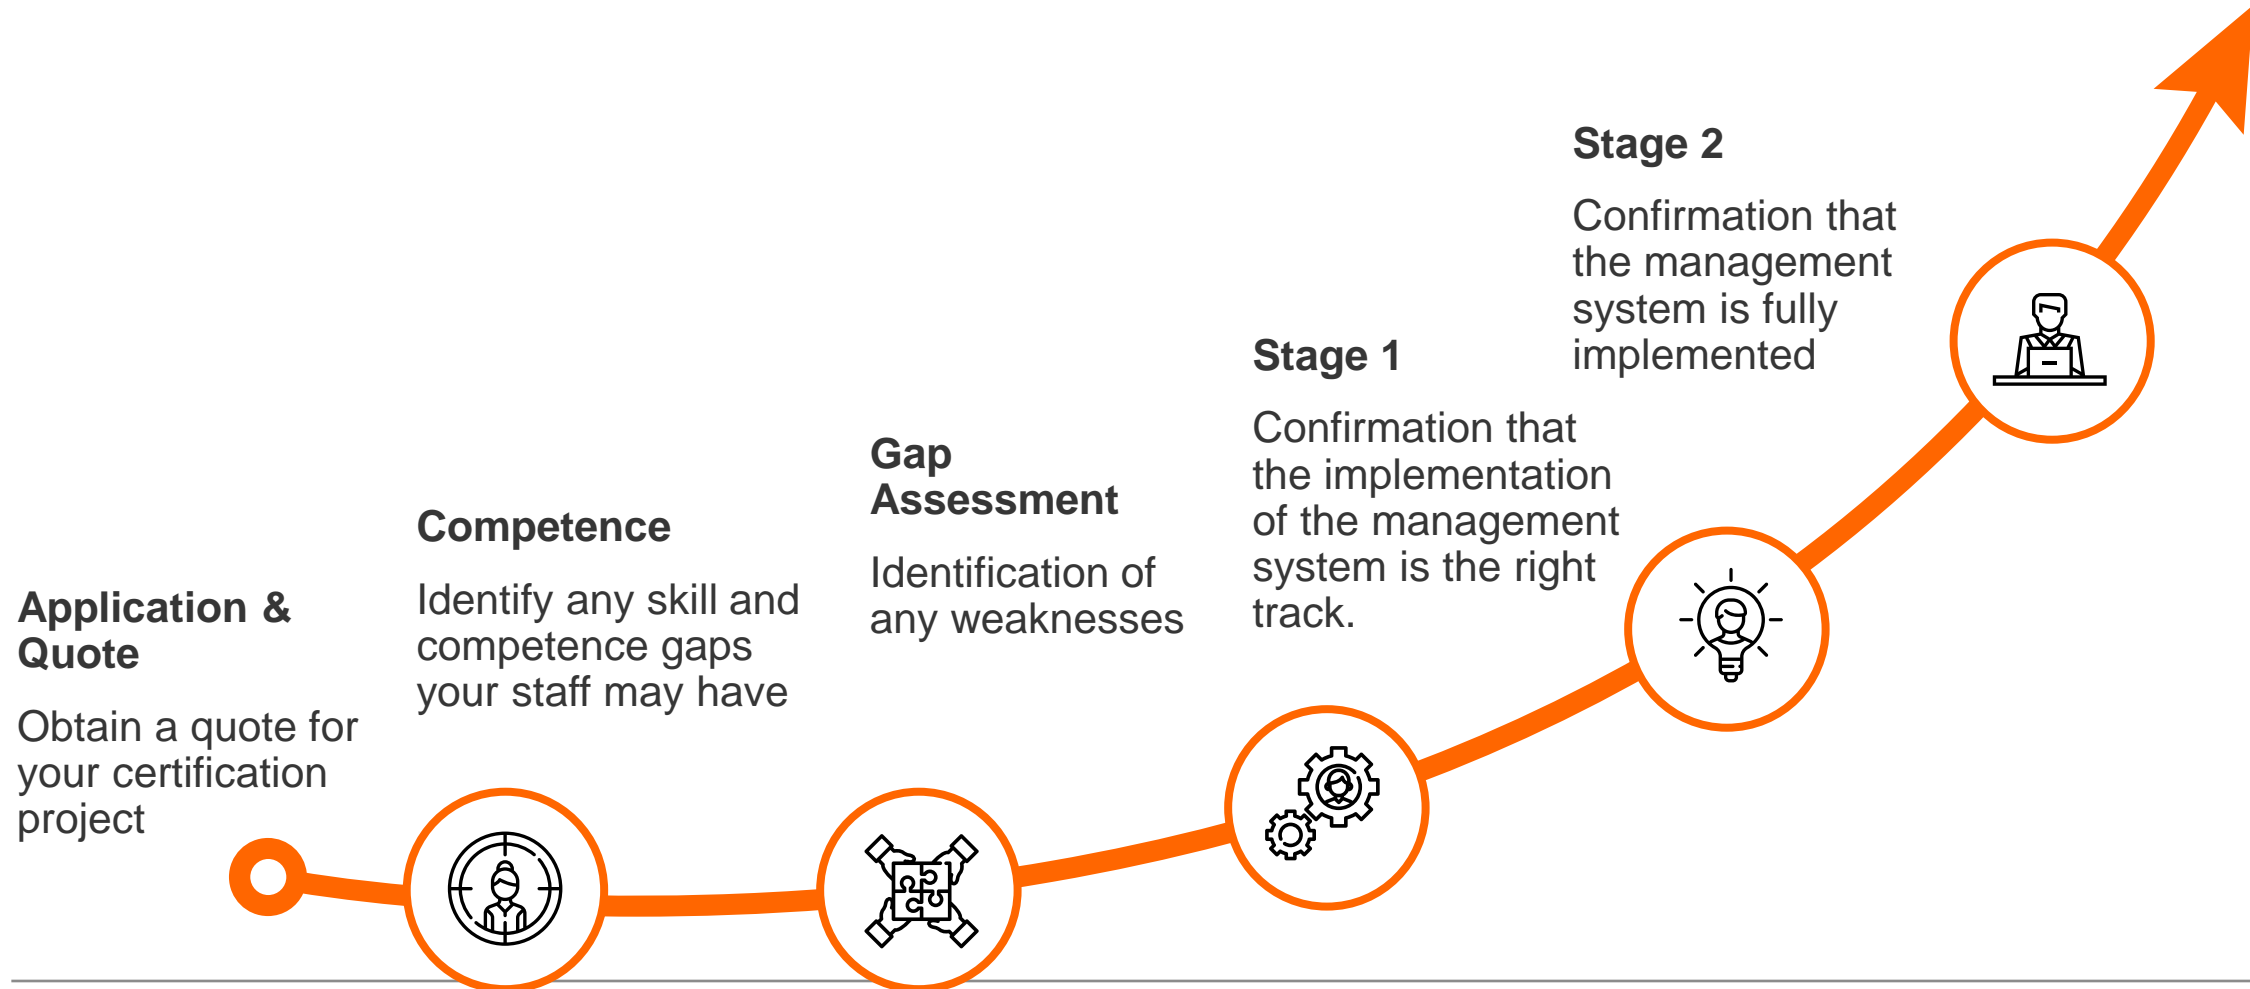 Application &
Quote
Obtain a quote for
your certification
project
Competence
Identify any skill and
competence gaps
your staff may have
Gap
Assessment
Identification of
any weaknesses
Stage 1
Confirmation that
the implementation
of the management
system is the right
track.
Stage 2
Confirmation that
the management
system is fully
implemented